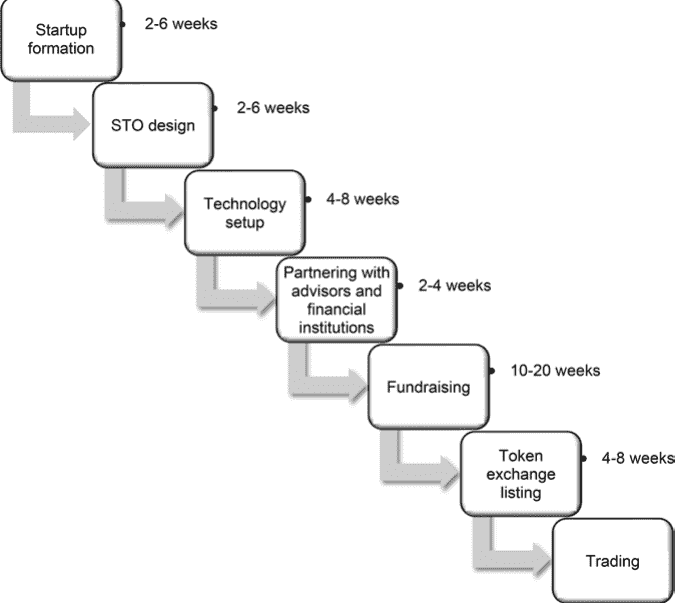 Startup
formation
2-6 weeks
STO design
2-6 weeks
Technology
setup
4-8 weeks
Partnering with
advisors and
financial
institutions
2-4 weeks
Fundraising
10-20 weeks
Token
exchange
listing
4-8 weeks
Trading